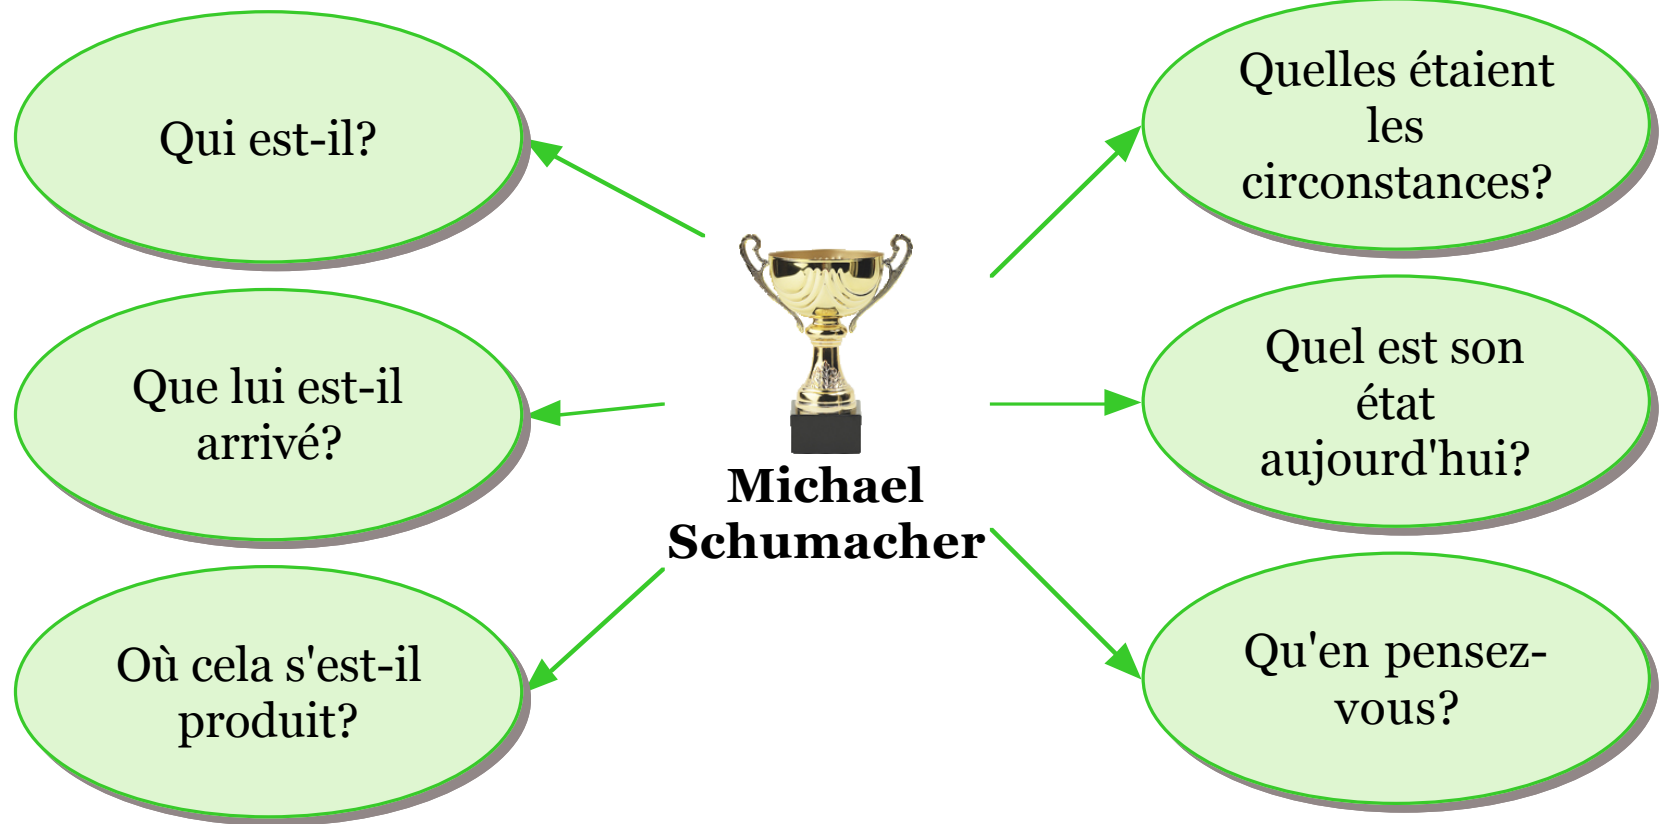 Qui est-il?
Que lui est-il
arrivé?
Où cela s'est-il
produit?
Michael
Schumacher
Quelles étaient
les
circonstances?
Quel est son
état
aujourd'hui?
Qu'en pensez-
vous?